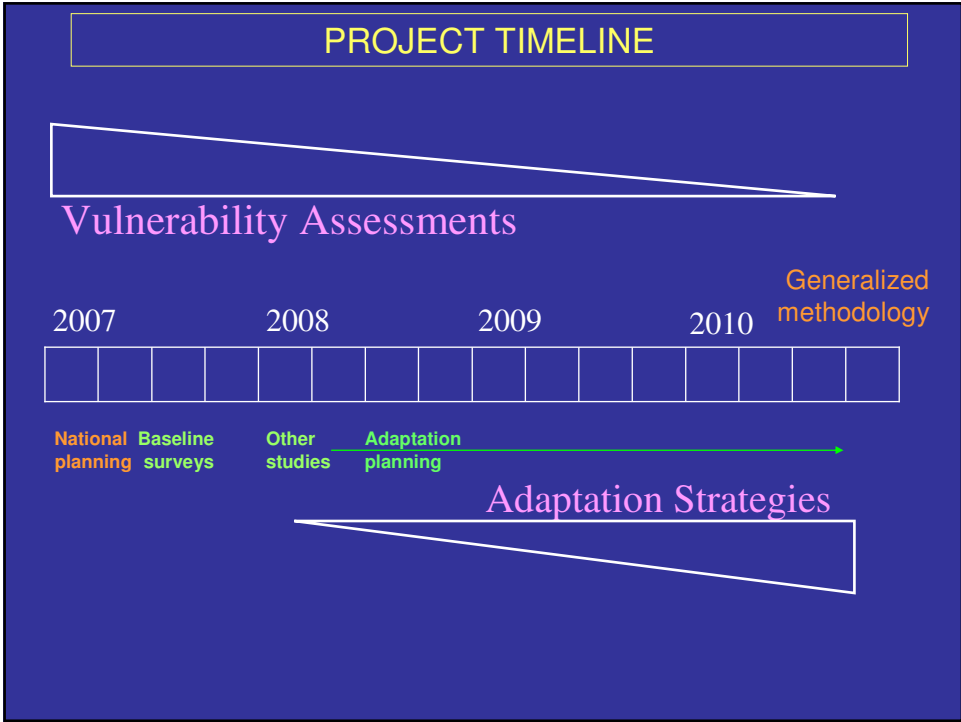 PROJECT TIMELINE
Vulnerability Assessments
Generalized
methodology
2007 2008 2009 2010
National Baseline Other Adaptation
planning surveys studies planning
Adaptation Strategies